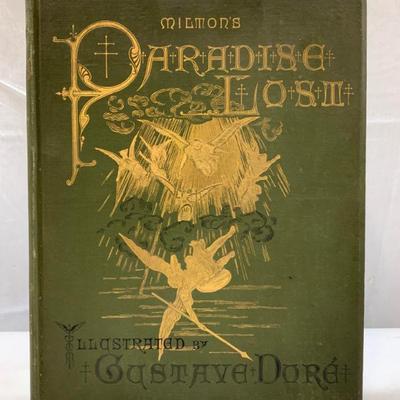 MILTON'S
PARADISE
LOST
ILLUSTRATED BY
GUSTAVE DORÉ